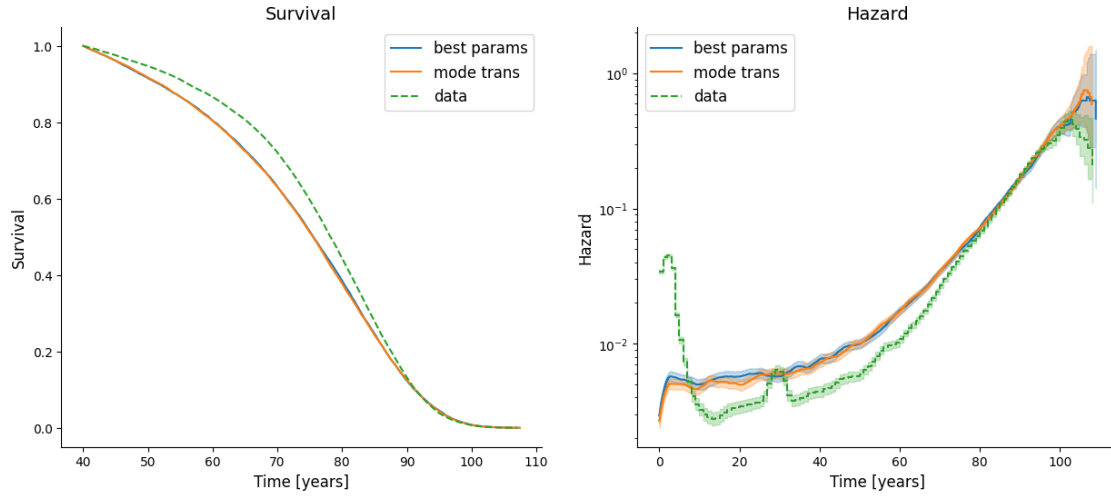 Survival
1.0
0.8
0.6
0.4
0.2
0.0
Survival
40
50
60
70
80
90
100
110
Time [years]
best params
mode trans
data
Hazard
10⁰
10⁻¹
10⁻²
Hazard
0
20
40
60
80
100
Time [years]
best params
mode trans
data